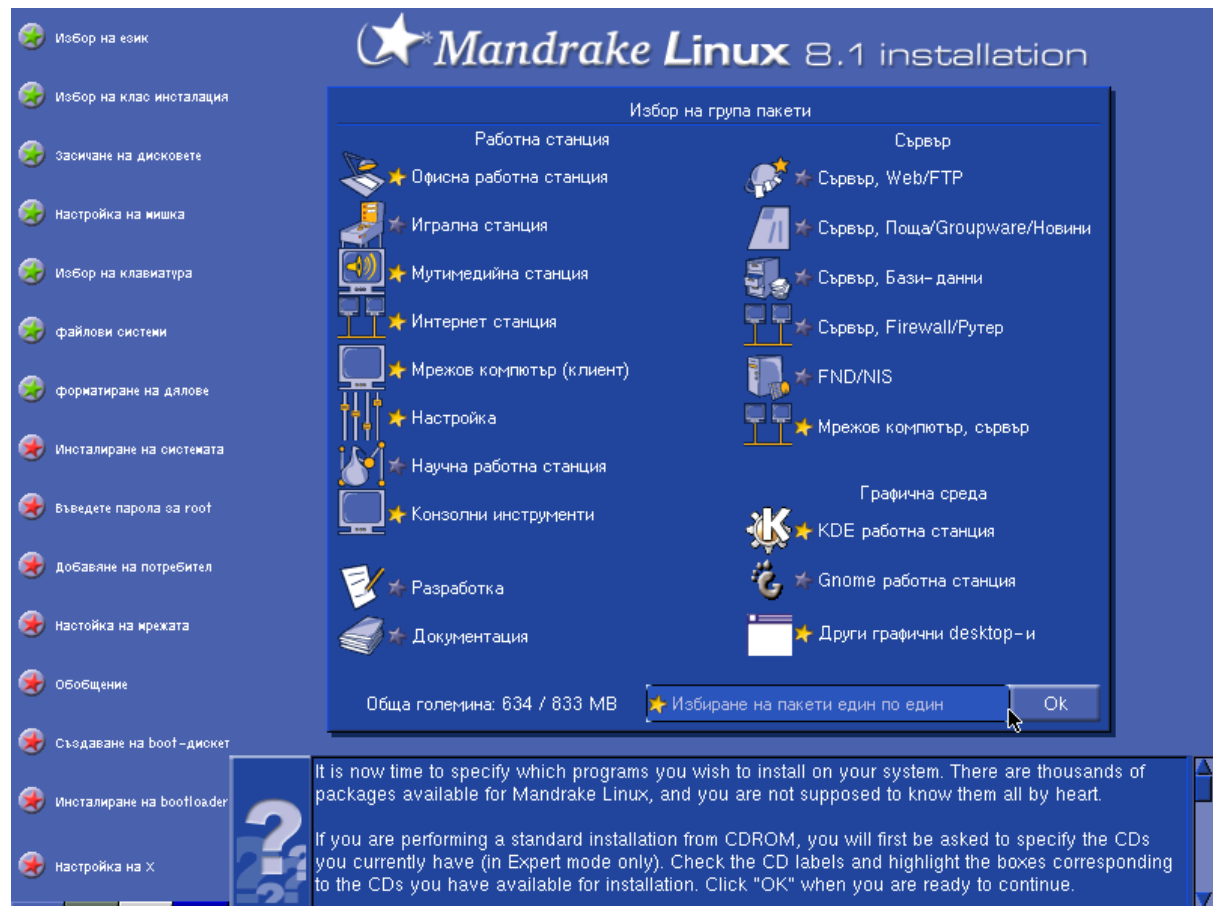 Mandrake Linux 8.1 installation
Избор на език
Избор на клас инсталация
Засичане на дисковете
Настройка на мишка
Избор на клавиатура
файлови системи
форматиране на дялове
Инсталиране на системата
Въведете парола за root
Добавяне на потребител
Настойка на мрежата
Обобщение
Създаване на boot-дискет
Инсталиране на bootloader
Настройка на X
Избор на група пакети
Работна станция
Офисна работна станция
Игрална станция
Мутимедийна станция
Интернет станция
Мрежов компютър (клиент)
Настройка
Научна работна станция
Конзолни инструменти
Разработка
Документация
Сървър
Сървър, Web/FTP
Сървър, Поща/Groupware/Новини
Сървър, Бази-данни
Сървър, Firewall/Рутер
FND/NIS
Мрежов компютър, сървър
Графична среда
KDE работна станция
Gnome работна станция
Други графични desktop-и
Обща големина: 634 / 833 MB
Избиране на пакети един по един
Ok
It is now time to specify which programs you wish to install on your system. There are thousands of
packages available for Mandrake Linux, and you are not supposed to know them all by heart.
If you are performing a standard installation from CDROM, you will first be asked to specify the CDs
you currently have (in Expert mode only). Check the CD labels and highlight the boxes corresponding
to the CDs you have available for installation. Click "OK" when you are ready to continue.